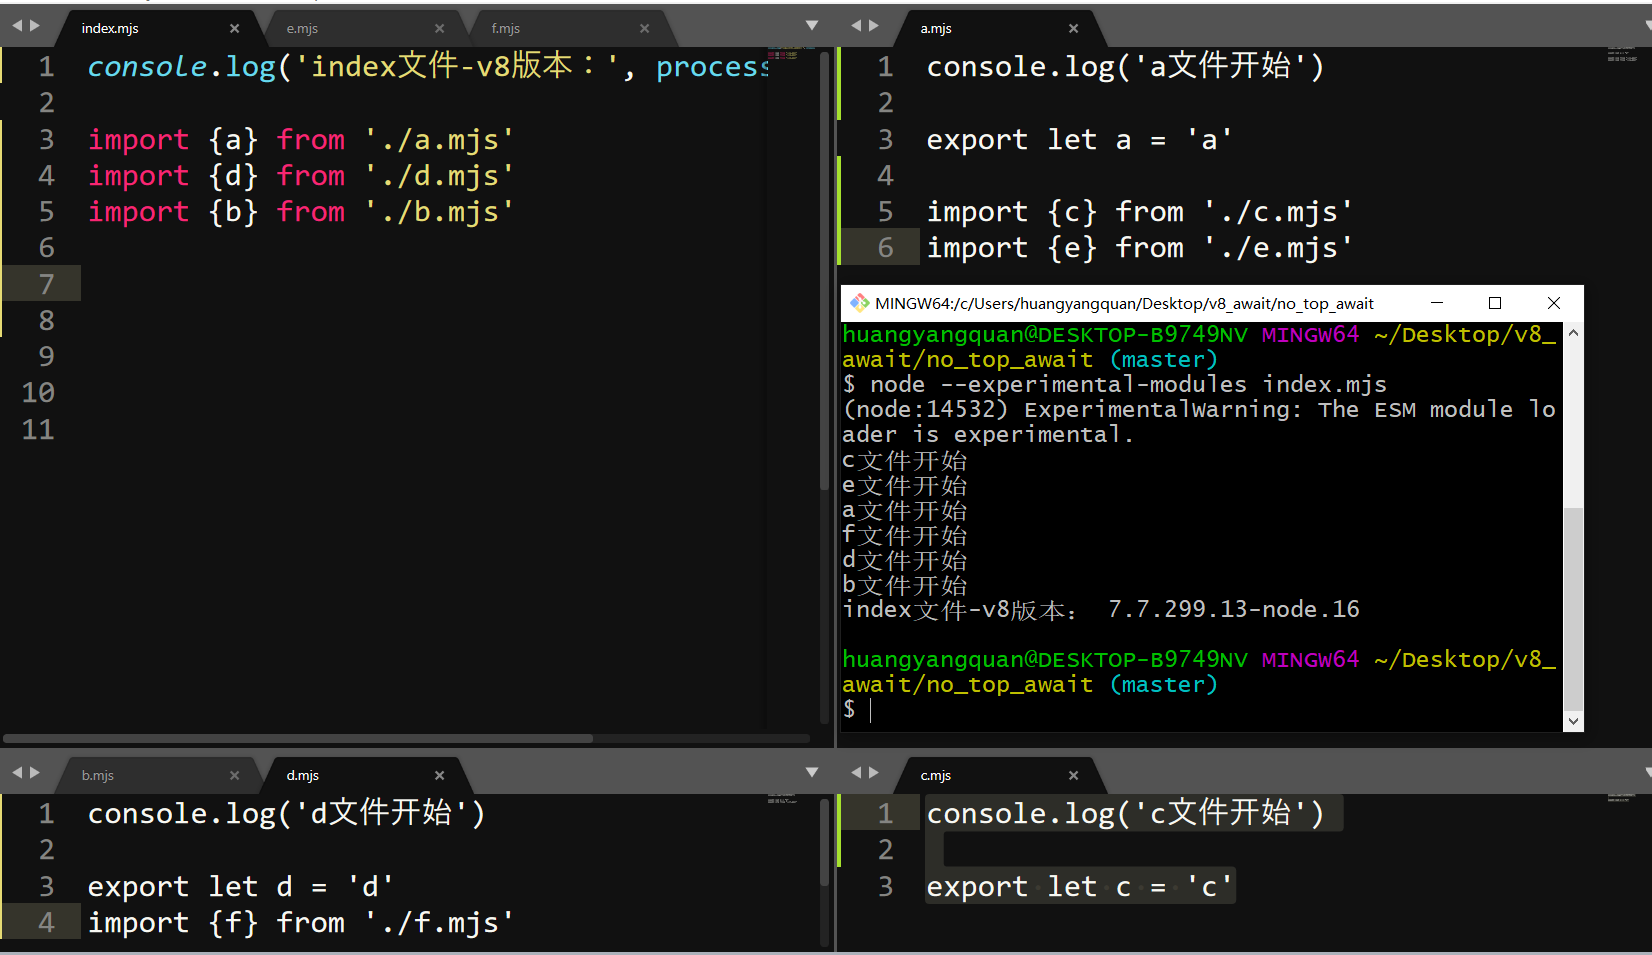 index.mjs
e.mjs
f.mjs
1 console.log('index文件-v8版本：', process
2
3 import {a} from './a.mjs'
4 import {d} from './d.mjs'
5 import {b} from './b.mjs'
6
7
8
9
10
11
a.mjs
1 console.log('a文件开始')
2
3 export let a = 'a'
4
5 import {c} from './c.mjs'
6 import {e} from './e.mjs'
MINGW64:/c/Users/huangyangquan/Desktop/v8_await/no_top_await
huangyangquan@DESKTOP-B9749NV MINGW64 ~/Desktop/v8_
await/no_top_await (master)
$ node --experimental-modules index.mjs
(node:14532) ExperimentalWarning: The ESM module lo
ader is experimental.
c文件开始
e文件开始
a文件开始
f文件开始
d文件开始
b文件开始
index文件-v8版本： 7.7.299.13-node.16
huangyangquan@DESKTOP-B9749NV MINGW64 ~/Desktop/v8_
await/no_top_await (master)
$
b.mjs
d.mjs
1 console.log('d文件开始')
2
3 export let d = 'd'
4 import {f} from './f.mjs'
c.mjs
1 console.log('c文件开始')
2
3 export let c = 'c'